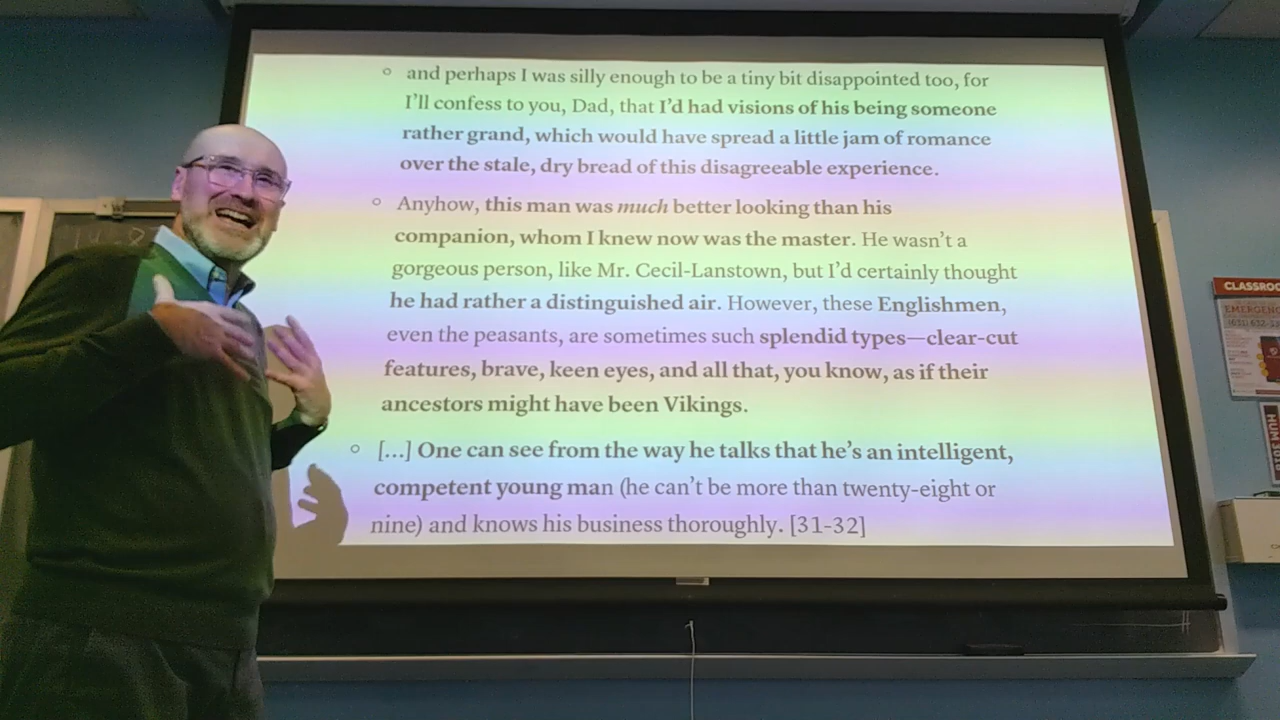 and perhaps I was silly enough to be a tiny bit disappointed too, for
I'll confess to you, Dad, that I'd had visions of his being someone
rather grand, which would have spread a little jam of romance
over the stale, dry bread of this disagreeable experience.
Anyhow, this man was much better looking than his
companion, whom I knew now was the master. He wasn't a
gorgeous person, like Mr. Cecil-Lanstown, but I'd certainly thought
he had rather a distinguished air. However, these Englishmen,
even the peasants, are sometimes such splendid types—clear-cut
features, brave, keen eyes, and all that, you know, as if their
ancestors might have been Vikings.
[...] One can see from the way he talks that he's an intelligent,
competent young man (he can't be more than twenty-eight or
nine) and knows his business thoroughly. [31-32]
CLASSROO
EMERGENC
HUM